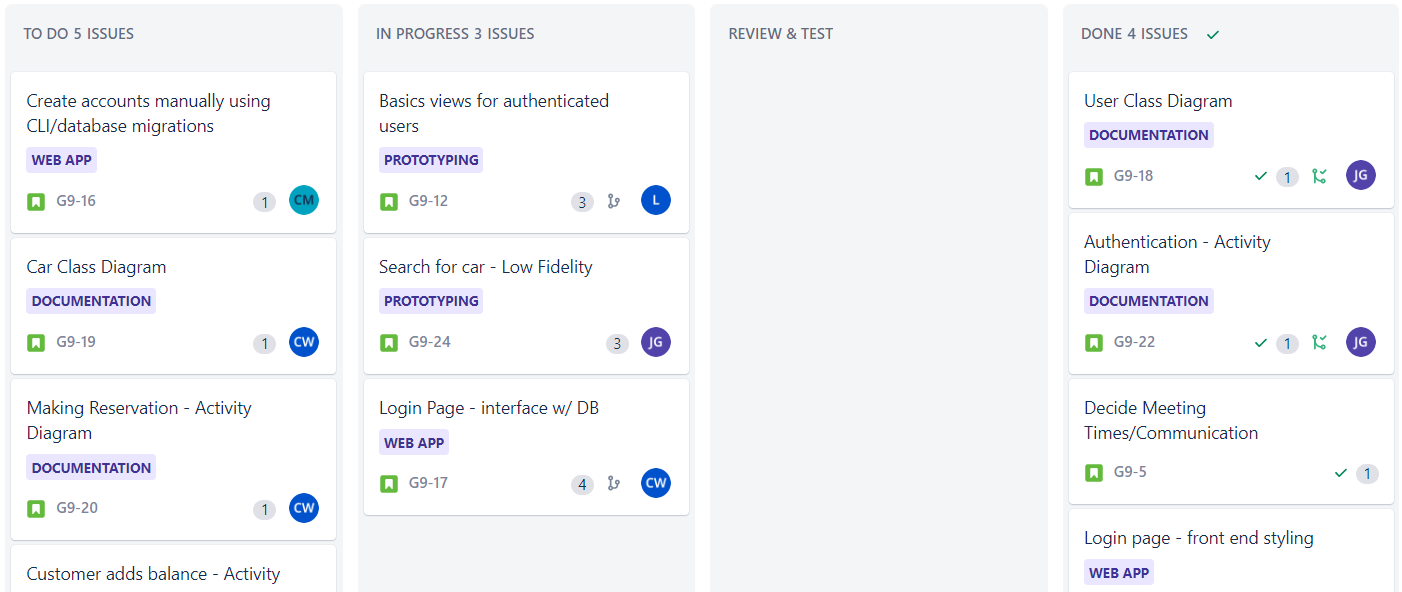 TO DO 5 ISSUES
Create accounts manually using
CLI/database migrations
WEB APP
G9-16 1 CM
Car Class Diagram
DOCUMENTATION
G9-19 1 CW
Making Reservation - Activity
Diagram
DOCUMENTATION
G9-20 1 CW
Customer adds balance - Activity
IN PROGRESS 3 ISSUES
Basics views for authenticated
users
PROTOTYPING
G9-12 3 L
Search for car - Low Fidelity
PROTOTYPING
G9-24 3 JG
Login Page - interface w/ DB
WEB APP
G9-17 4 CW
REVIEW & TEST
DONE 4 ISSUES
User Class Diagram
DOCUMENTATION
G9-18 1 JG
Authentication - Activity
Diagram
DOCUMENTATION
G9-22 1 JG
Decide Meeting
Times/Communication
G9-5 1
Login page - front end styling
WEB APP